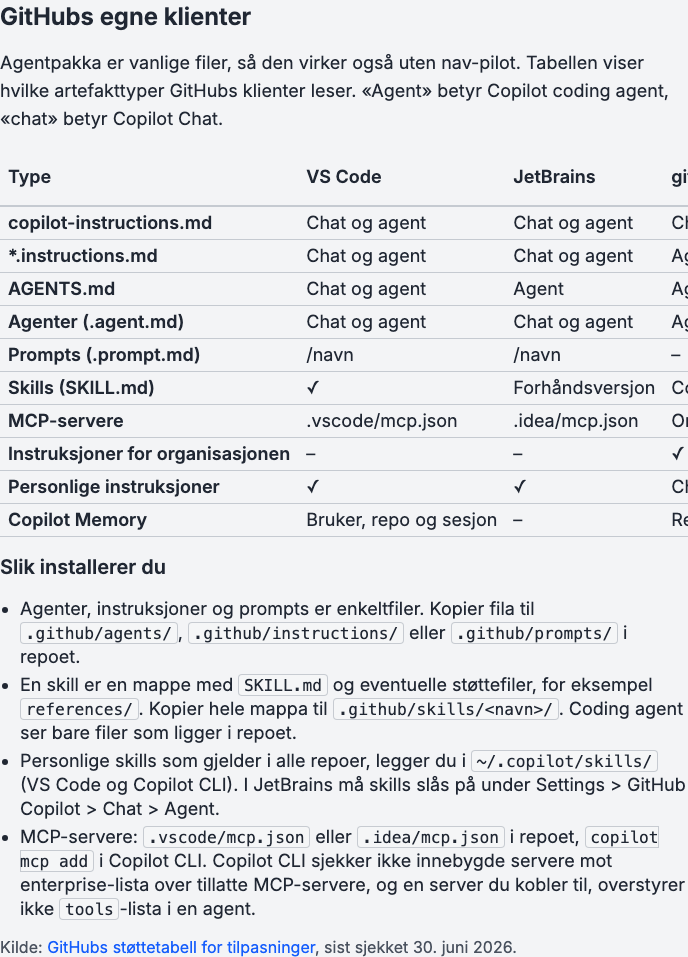 GitHubs egne klienter
Agentpakka er vanlige filer, så den virker også uten nav-pilot. Tabellen viser
hvilke artefakttyper GitHubs klienter leser. «Agent» betyr Copilot coding agent,
«chat» betyr Copilot Chat.
Type VS Code JetBrains
copilot-instructions.md Chat og agent Chat og agent
*.instructions.md Chat og agent Chat og agent
AGENTS.md Chat og agent Agent
Agenter (.agent.md) Chat og agent Chat og agent
Prompts (.prompt.md) /navn /navn –
Skills (SKILL.md) ✓ Forhåndsversjon
MCP-servere .vscode/mcp.json .idea/mcp.json
Instruksjoner for organisasjonen – – ✓
Personlige instruksjoner ✓ ✓
Copilot Memory Bruker, repo og sesjon –
Slik installerer du
• Agenter, instruksjoner og prompts er enkeltfiler. Kopier fila til
.github/agents/, .github/instructions/ eller .github/prompts/ i
repoet.
• En skill er en mappe med SKILL.md og eventuelle støttefiler, for eksempel
references/. Kopier hele mappa til .github/skills/<navn>/. Coding agent
ser bare filer som ligger i repoet.
• Personlige skills som gjelder i alle repoer, legger du i ~/.copilot/skills/
(VS Code og Copilot CLI). I JetBrains må skills slås på under Settings > GitHub
Copilot > Chat > Agent.
• MCP-servere: .vscode/mcp.json eller .idea/mcp.json i repoet, copilot
mcp add i Copilot CLI. Copilot CLI sjekker ikke innebygde servere mot
enterprise-lista over tillatte MCP-servere, og en server du kobler til, overstyrer
ikke tools-lista i en agent.
Kilde: GitHubs støttetabell for tilpasninger, sist sjekket 30. juni 2026.